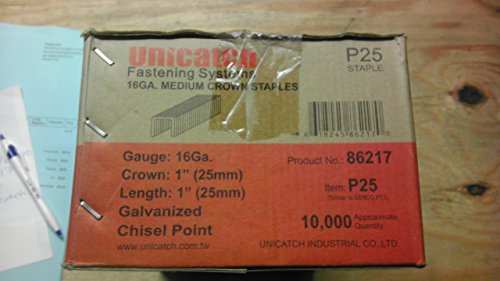 unicatch
P25
STAPLE
Fastening Systems
16GA. MEDIUM CROWN STAPLES
Gauge: 16Ga.
Product No.: 86217
Crown: 1" (25mm)
Length: 1" (25mm)
Item: P25
(Similar to SENCO P13)
Galvanized
10,000 Approximate Quantity
Chisel Point
www.unicatch.com.tw
UNICATCH INDUSTRIAL CO.,LTD